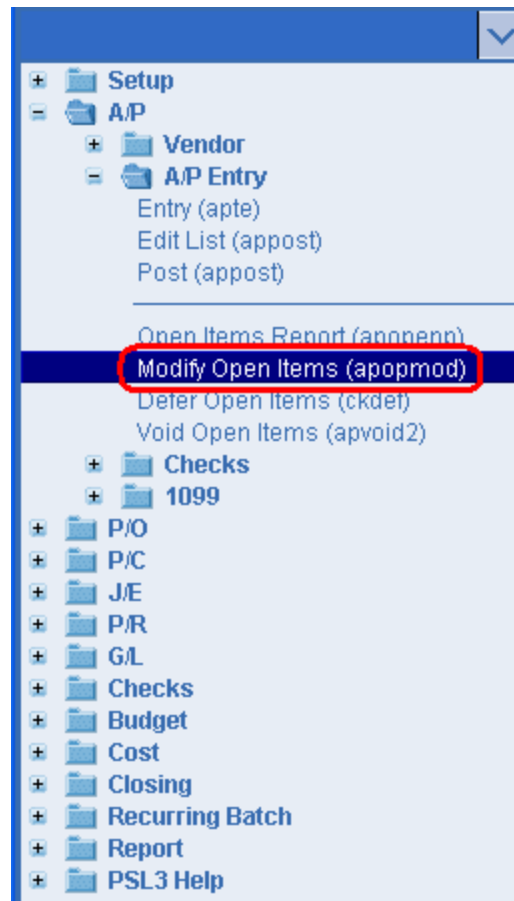 Setup
A/P
Vendor
A/P Entry
Entry (apte)
Edit List (appost)
Post (appost)
Open Items Report (apopenp)
Modify Open Items (apopmod)
Defer Open Items (ckdef)
Void Open Items (apvoid2)
Checks
1099
P/O
P/C
J/E
P/R
G/L
Checks
Budget
Cost
Closing
Recurring Batch
Report
PSL3 Help